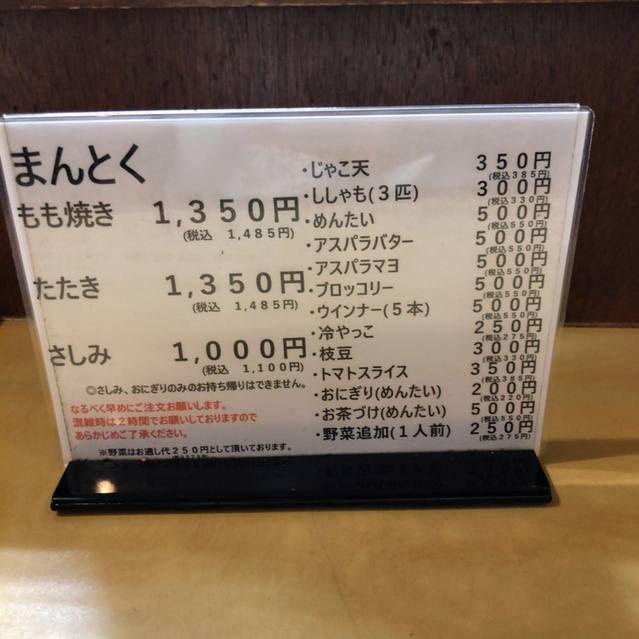 まんとく
もも焼き 1,350円
(税込 1,485円)
たたき 1,350円
(税込 1,485円)
さしみ 1,000円
(税込 1,100円)
◎さしみ、おにぎりのみのお持ち帰りはできません。
なるべく早めにご注文お願いします。
混雑時は2時間でお願いしておりますので
あらかじめご了承ください。
※野菜はお通し代250円として頂いております。
・じゃこ天 350円
(税込385円)
・ししゃも(3匹) 300円
(税込330円)
・めんたい 500円
(税込550円)
・アスパラバター 500円
(税込550円)
・アスパラマヨ 500円
(税込550円)
・ブロッコリー 500円
(税込550円)
・ウインナー(5本) 500円
(税込550円)
・冷やっこ 250円
(税込275円)
・枝豆 300円
(税込330円)
・トマトスライス 350円
(税込385円)
・おにぎり(めんたい) 200円
(税込220円)
・お茶づけ(めんたい) 500円
(税込550円)
・野菜追加(1人前) 250円
(税込275円)